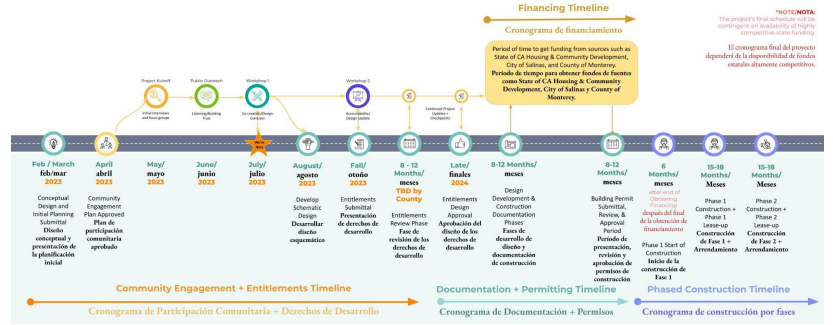 Financing Timeline
Cronograma de financiamiento
*NOTE/NOTA:
The project's final schedule will be
contingent on availability of highly
competitive state funding.
El cronograma final del proyecto
dependerá de la disponibilidad de fondos
estatales altamente competitivos.
Period of time to get funding from sources such as
State of CA Housing & Community Development,
City of Salinas, and County of Monterey.
Período de tiempo para obtener fondos de fuentes
como State of CA Housing & Community
Development, City of Salinas y County of
Monterey.
Project Kickoff
Initial Interviews
and focus groups
Public Outreach
Listening/Building
Trust
Workshop 1
Co-creation/Design
Exercises
Workshop 2
Accountability/
Design Update
Continued Project
Updates +
Checkpoints
We're
Here
Feb / March
feb/mar
2023
Conceptual
Design and
Initial Planning
Submittal
Diseño
conceptual y
presentación de
la planificación
inicial
April
abril
2023
Community
Engagement
Plan Approved
Plan de
participación
comunitaria
aprobado
May/
mayo
2023
June/
junio
2023
July/
julio
2023
August/
agosto
2023
Develop
Schematic
Design
Desarrollar
diseño
esquemático
Fall/
otoño
2023
Entitlements
Submittal
Presentación
de derechos de
desarrollo
8 - 12
Months/
meses
TBD by
County
Entitlements
Review Phase
Fase de
revisión de los
derechos de
desarrollo
Late/
finales
2024
Entitlements
Design
Approval
Aprobación del
diseño de los
derechos de
desarrollo
8-12 Months/
meses
Design
Development &
Construction
Documentation
Phases
Fases de
desarrollo de
diseño y
documentación
de construcción
8-12
Months/
meses
Building Permit
Submittal,
Review, &
Approval
Period
Período de
presentación,
revisión y
aprobación de
permisos de
construcción
6
Months/
meses
after end of
Obtaining
Financing
después del final
de la obtención de
financiamiento
Phase 1 Start of
Construction
Inicio de la
construcción de
Fase 1
15-18
Months/
Meses
Phase 1
Construction +
Phase 1
Lease-up
Construcción
de Fase 1 +
Arrendamiento
15-18
Months/
Meses
Phase 2
Construction +
Phase 2
Lease-up
Construcción
de Fase 2 +
Arrendamiento
Community Engagement + Entitlements Timeline
Cronograma de Participación Comunitaria + Derechos de Desarrollo
Documentation + Permitting Timeline
Cronograma de Documentación + Permisos
Phased Construction Timeline
Cronograma de construcción por fases